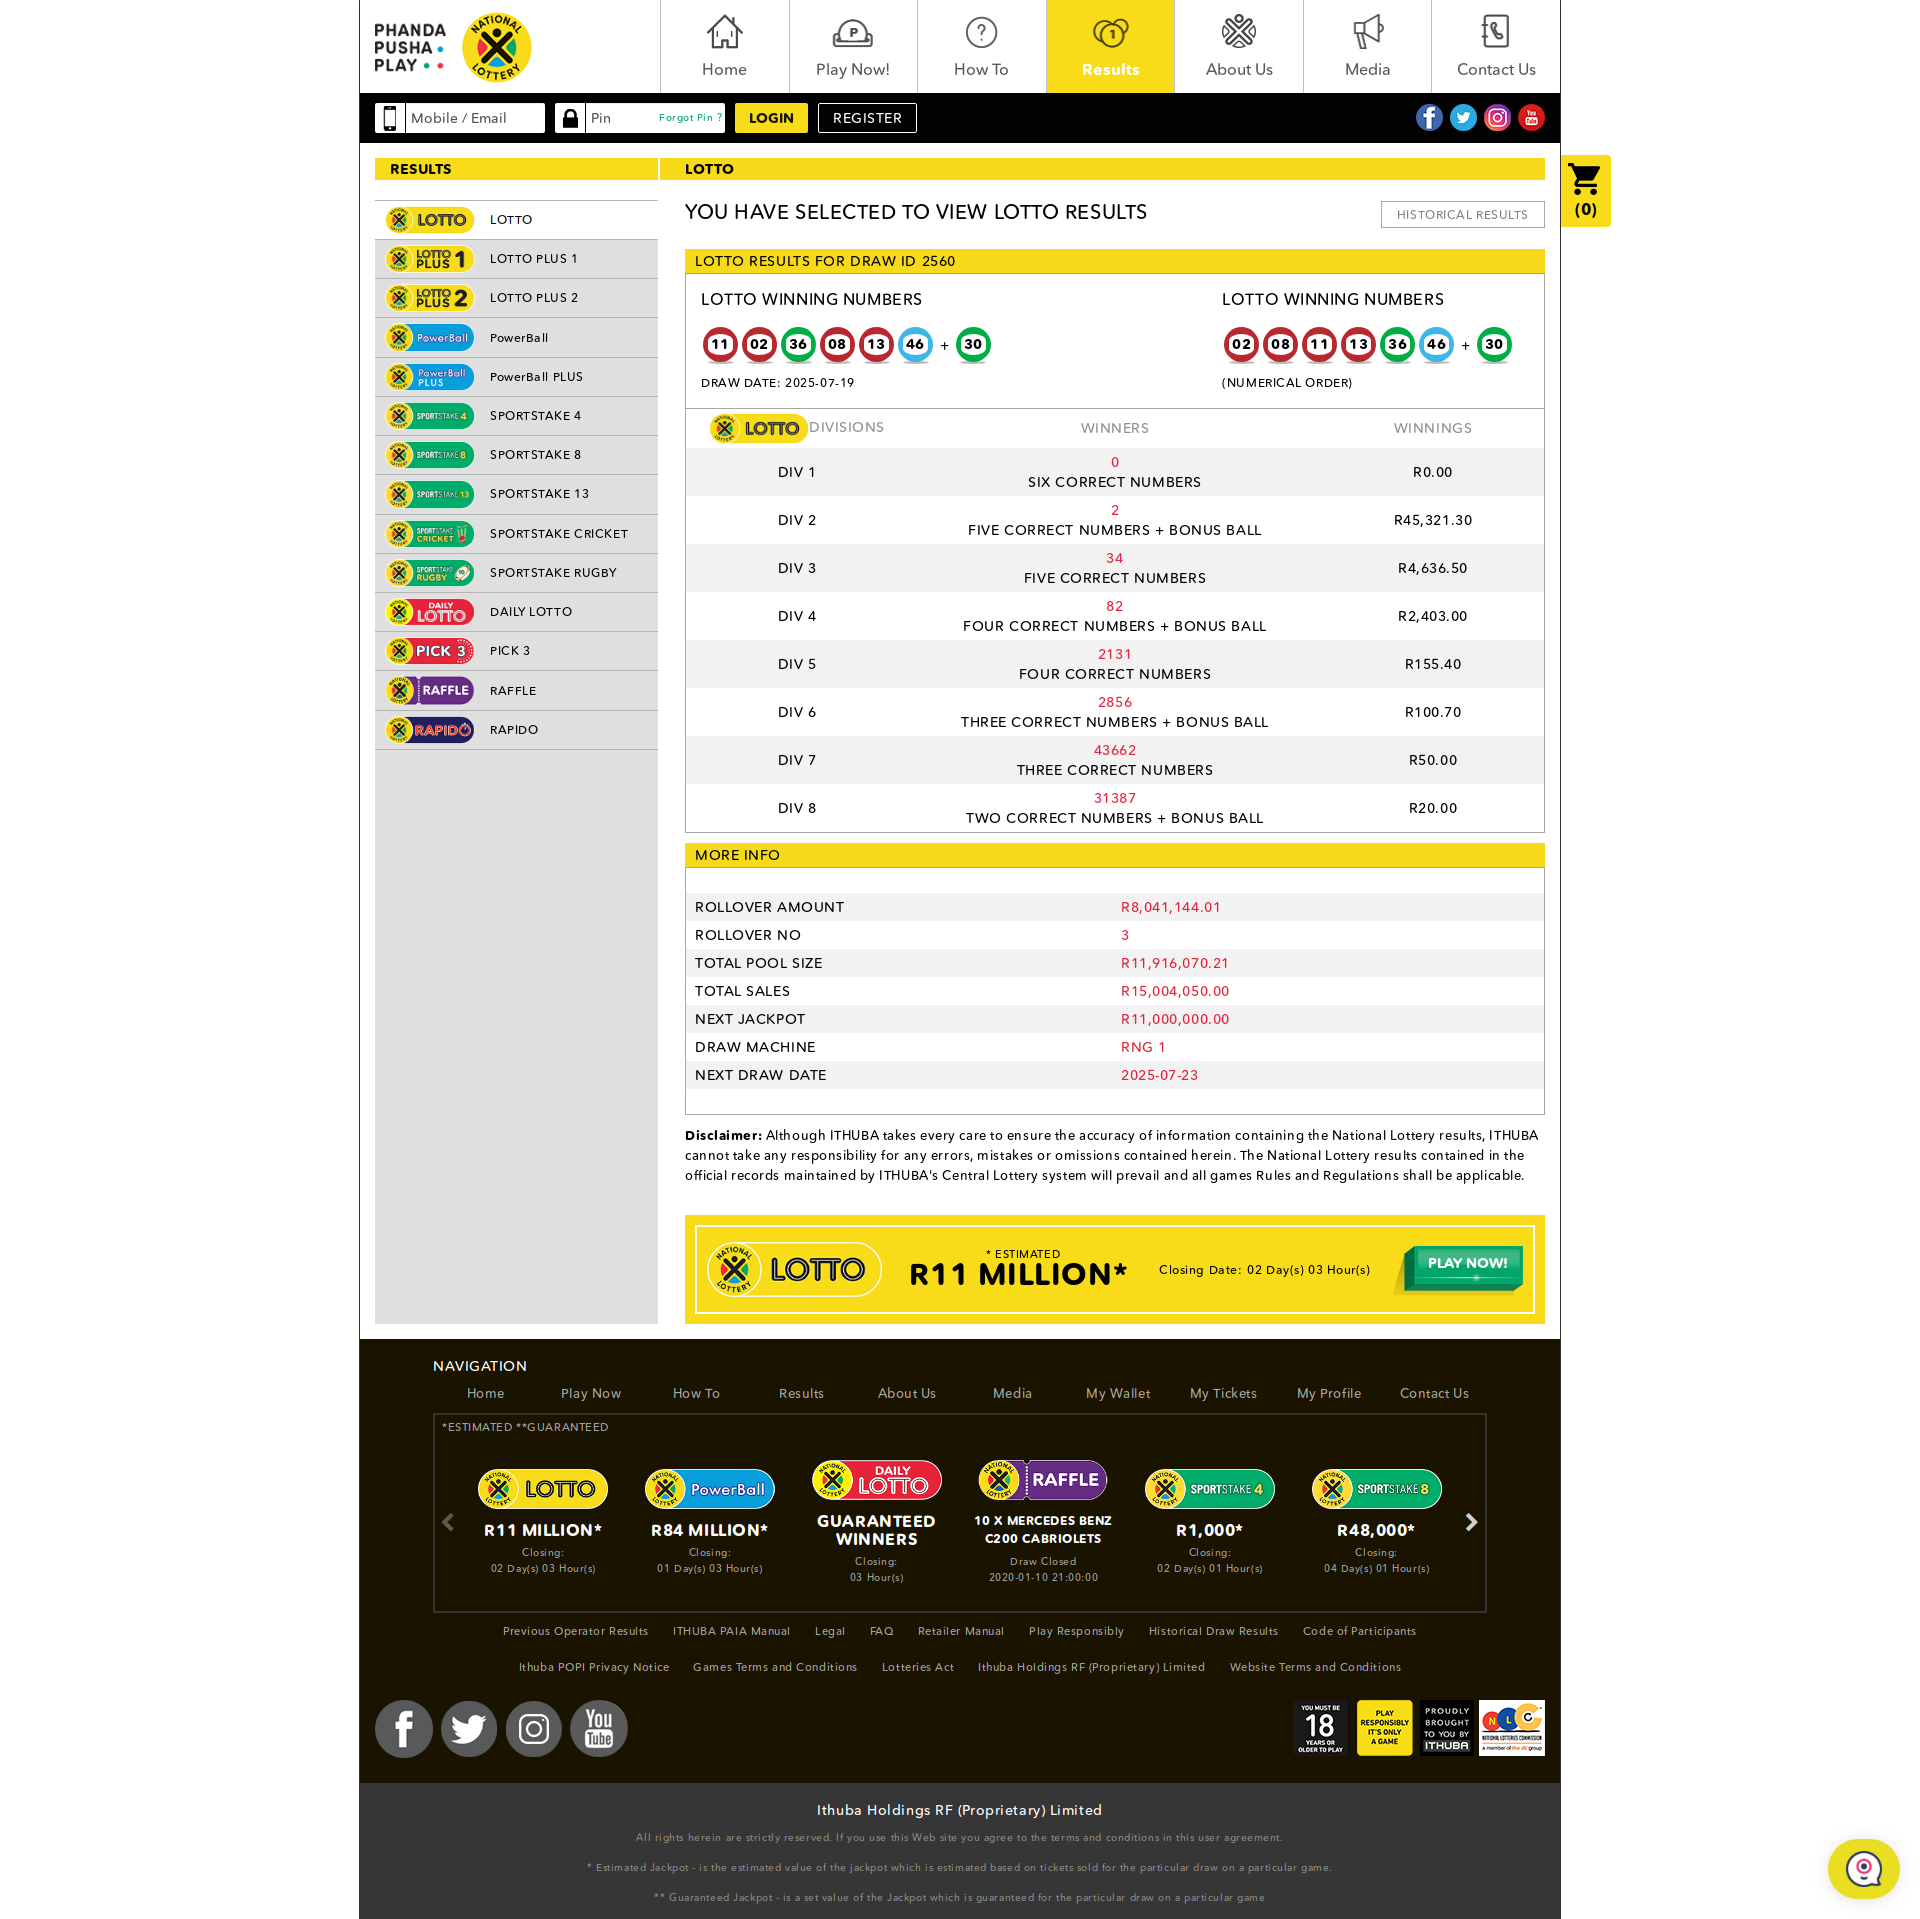 PHANDA
PUSHA
PLAY
NATIONAL
LOTTERY
Home
Play Now!
How To
Results
About Us
Media
Contact Us
Mobile / Email
Pin
Forgot Pin ?
LOGIN
REGISTER
RESULTS
LOTTO
(0)
LOTTO
LOTTO
LOTTO PLUS 1
LOTTO PLUS 1
LOTTO PLUS 2
LOTTO PLUS 2
PowerBall
PowerBall
PowerBall PLUS
PowerBall PLUS
SPORTSTAKE 4
SPORTSTAKE 4
SPORTSTAKE 8
SPORTSTAKE 8
SPORTSTAKE 13
SPORTSTAKE 13
SPORTSTAKE CRICKET
SPORTSTAKE CRICKET
SPORTSTAKE RUGBY
SPORTSTAKE RUGBY
DAILY LOTTO
DAILY LOTTO
PICK 3
PICK 3
RAFFLE
RAFFLE
RAPIDO
RAPIDO
YOU HAVE SELECTED TO VIEW LOTTO RESULTS
HISTORICAL RESULTS
LOTTO RESULTS FOR DRAW ID 2560
LOTTO WINNING NUMBERS
11 02 36 08 13 46 + 30
DRAW DATE: 2025-07-19
LOTTO WINNING NUMBERS
02 08 11 13 36 46 + 30
(NUMERICAL ORDER)
LOTTO DIVISIONS WINNERS WINNINGS
DIV 1 0 SIX CORRECT NUMBERS R0.00
DIV 2 2 FIVE CORRECT NUMBERS + BONUS BALL R45,321.30
DIV 3 34 FIVE CORRECT NUMBERS R4,636.50
DIV 4 82 FOUR CORRECT NUMBERS + BONUS BALL R2,403.00
DIV 5 2131 FOUR CORRECT NUMBERS R155.40
DIV 6 2856 THREE CORRECT NUMBERS + BONUS BALL R100.70
DIV 7 43662 THREE CORRECT NUMBERS R50.00
DIV 8 31387 TWO CORRECT NUMBERS + BONUS BALL R20.00
MORE INFO
ROLLOVER AMOUNT R8,041,144.01
ROLLOVER NO 3
TOTAL POOL SIZE R11,916,070.21
TOTAL SALES R15,004,050.00
NEXT JACKPOT R11,000,000.00
DRAW MACHINE RNG 1
NEXT DRAW DATE 2025-07-23
Disclaimer: Although ITHUBA takes every care to ensure the accuracy of information containing the National Lottery results, ITHUBA
cannot take any responsibility for any errors, mistakes or omissions contained herein. The National Lottery results contained in the
official records maintained by ITHUBA's Central Lottery system will prevail and all games Rules and Regulations shall be applicable.
NATIONAL LOTTERY
LOTTO
* ESTIMATED
R11 MILLION*
Closing Date: 02 Day(s) 03 Hour(s)
PLAY NOW!
NAVIGATION
Home Play Now How To Results About Us Media My Wallet My Tickets My Profile Contact Us
*ESTIMATED **GUARANTEED
LOTTO
R11 MILLION*
Closing:
02 Day(s) 03 Hour(s)
PowerBall
R84 MILLION*
Closing:
01 Day(s) 03 Hour(s)
DAILY LOTTO
GUARANTEED
WINNERS
Closing:
03 Hour(s)
RAFFLE
10 X MERCEDES BENZ
C200 CABRIOLETS
Draw Closed
2020-01-10 21:00:00
SPORTSTAKE 4
R1,000*
Closing:
02 Day(s) 01 Hour(s)
SPORTSTAKE 8
R48,000*
Closing:
04 Day(s) 01 Hour(s)
Previous Operator Results ITHUBA PAIA Manual Legal FAQ Retailer Manual Play Responsibly Historical Draw Results Code of Participants
Ithuba POPI Privacy Notice Games Terms and Conditions Lotteries Act Ithuba Holdings RF (Proprietary) Limited Website Terms and Conditions
You Tube
YOU MUST BE
18
YEARS OR
OLDER TO PLAY
PLAY
RESPONSIBLY
IT'S ONLY
A GAME
PROUDLY
BROUGHT
TO YOU BY
ITHUBA
NLC
NATIONAL LOTTERIES COMMISSION
a member of the dti group
Ithuba Holdings RF (Proprietary) Limited
All rights herein are strictly reserved. If you use this Web site you agree to the terms and conditions in this user agreement.
* Estimated Jackpot - is the estimated value of the jackpot which is estimated based on tickets sold for the particular draw on a particular game.
** Guaranteed Jackpot - is a set value of the Jackpot which is guaranteed for the particular draw on a particular game